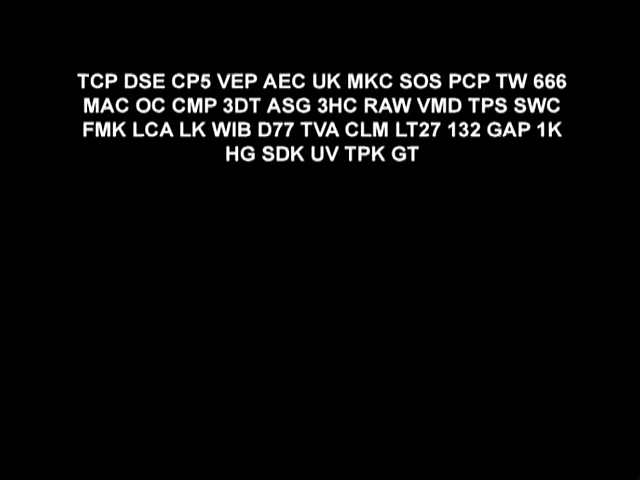 TCP DSE CP5 VEP AEC UK MKC SOS PCP TW 666
MAC OC CMP 3DT ASG 3HC RAW VMD TPS SWC
FMK LCA LK WIB D77 TVA CLM LT27 132 GAP 1K
HG SDK UV TPK GT